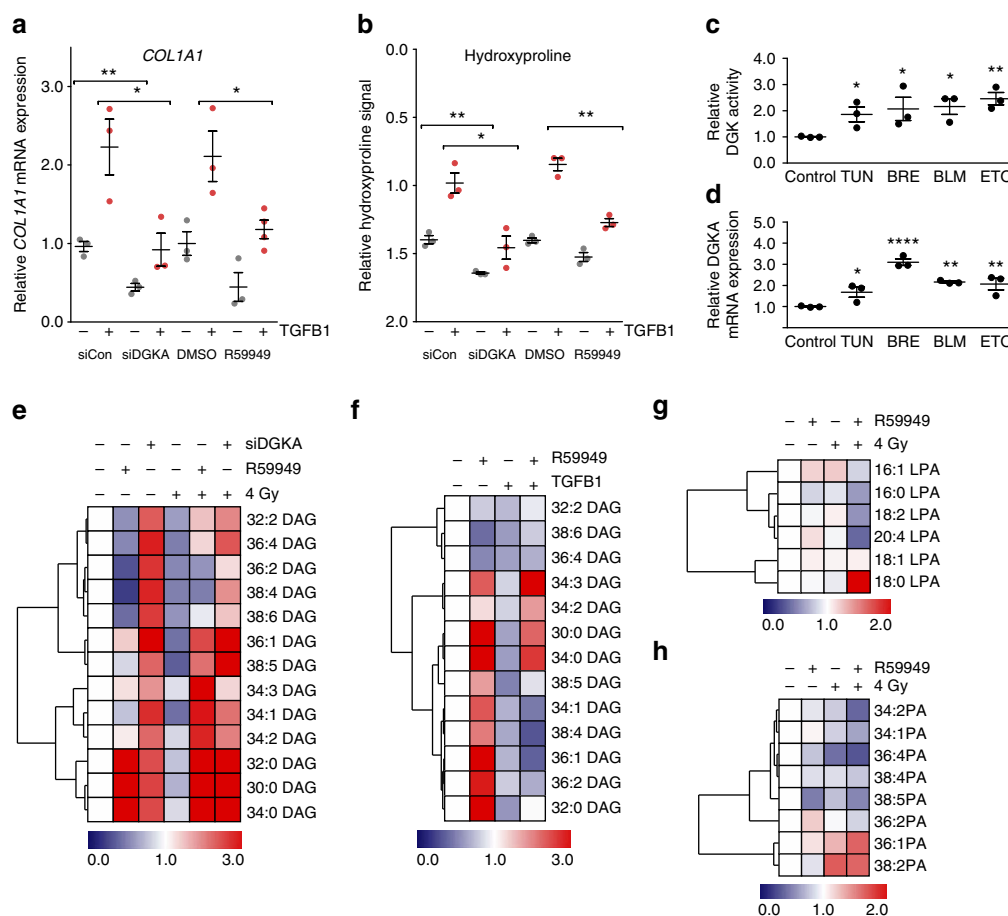 a
COL1A1
** 
* *
Relative COL1A1 mRNA expression
3.0
2.0
1.0
0
– + – + – + – + TGFB1
siCon siDGKA DMSO R59949
b
Hydroxyproline
** **
*
Relative hydroxyproline signal
0.0
0.5
1.0
1.5
2.0
– + – + – + – + TGFB1
siCon siDGKA DMSO R59949
c
Relative DGK activity
4.0
3.0
2.0
1.0
0.0
* * * **
Control TUN BRE BLM ETO
d
Relative DGKA mRNA expression
5.0
4.0
3.0
2.0
1.0
* **** ** **
Control TUN BRE BLM ETO
e
– – + – – + siDGKA
– + – – + – R59949
– – – + + + 4 Gy
32:2 DAG
36:4 DAG
36:2 DAG
38:4 DAG
38:6 DAG
36:1 DAG
38:5 DAG
34:3 DAG
34:1 DAG
34:2 DAG
32:0 DAG
30:0 DAG
34:0 DAG
0.0 1.0 3.0
f
– + – + R59949
– – + + TGFB1
32:2 DAG
38:6 DAG
36:4 DAG
34:3 DAG
34:2 DAG
30:0 DAG
34:0 DAG
38:5 DAG
34:1 DAG
38:4 DAG
36:1 DAG
36:2 DAG
32:0 DAG
0.0 1.0 3.0
g
– + – + R59949
– – + + 4 Gy
16:1 LPA
16:0 LPA
18:2 LPA
20:4 LPA
18:1 LPA
18:0 LPA
0.0 1.0 2.0
h
– + – + R59949
– – + + 4 Gy
34:2PA
34:1PA
36:4PA
38:4PA
38:5PA
36:2PA
36:1PA
38:2PA
0.0 1.0 2.0